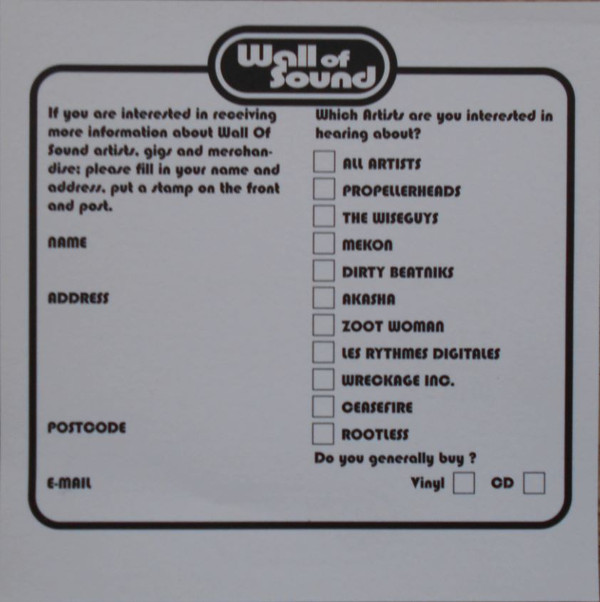 Wall of
Sound
If you are interested in receiving
more information about Wall Of
Sound artists, gigs and merchan-
dise; please fill in your name and
address, put a stamp on the front
and post.
NAME
ADDRESS
POSTCODE
E-MAIL
Which Artists are you interested in
hearing about?
ALL ARTISTS
PROPELLERHEADS
THE WISEGUYS
MEKON
DIRTY BEATNIKS
AKASHA
ZOOT WOMAN
LES RYTHMES DIGITALES
WRECKAGE INC.
CEASEFIRE
ROOTLESS
Do you generally buy ?
Vinyl CD